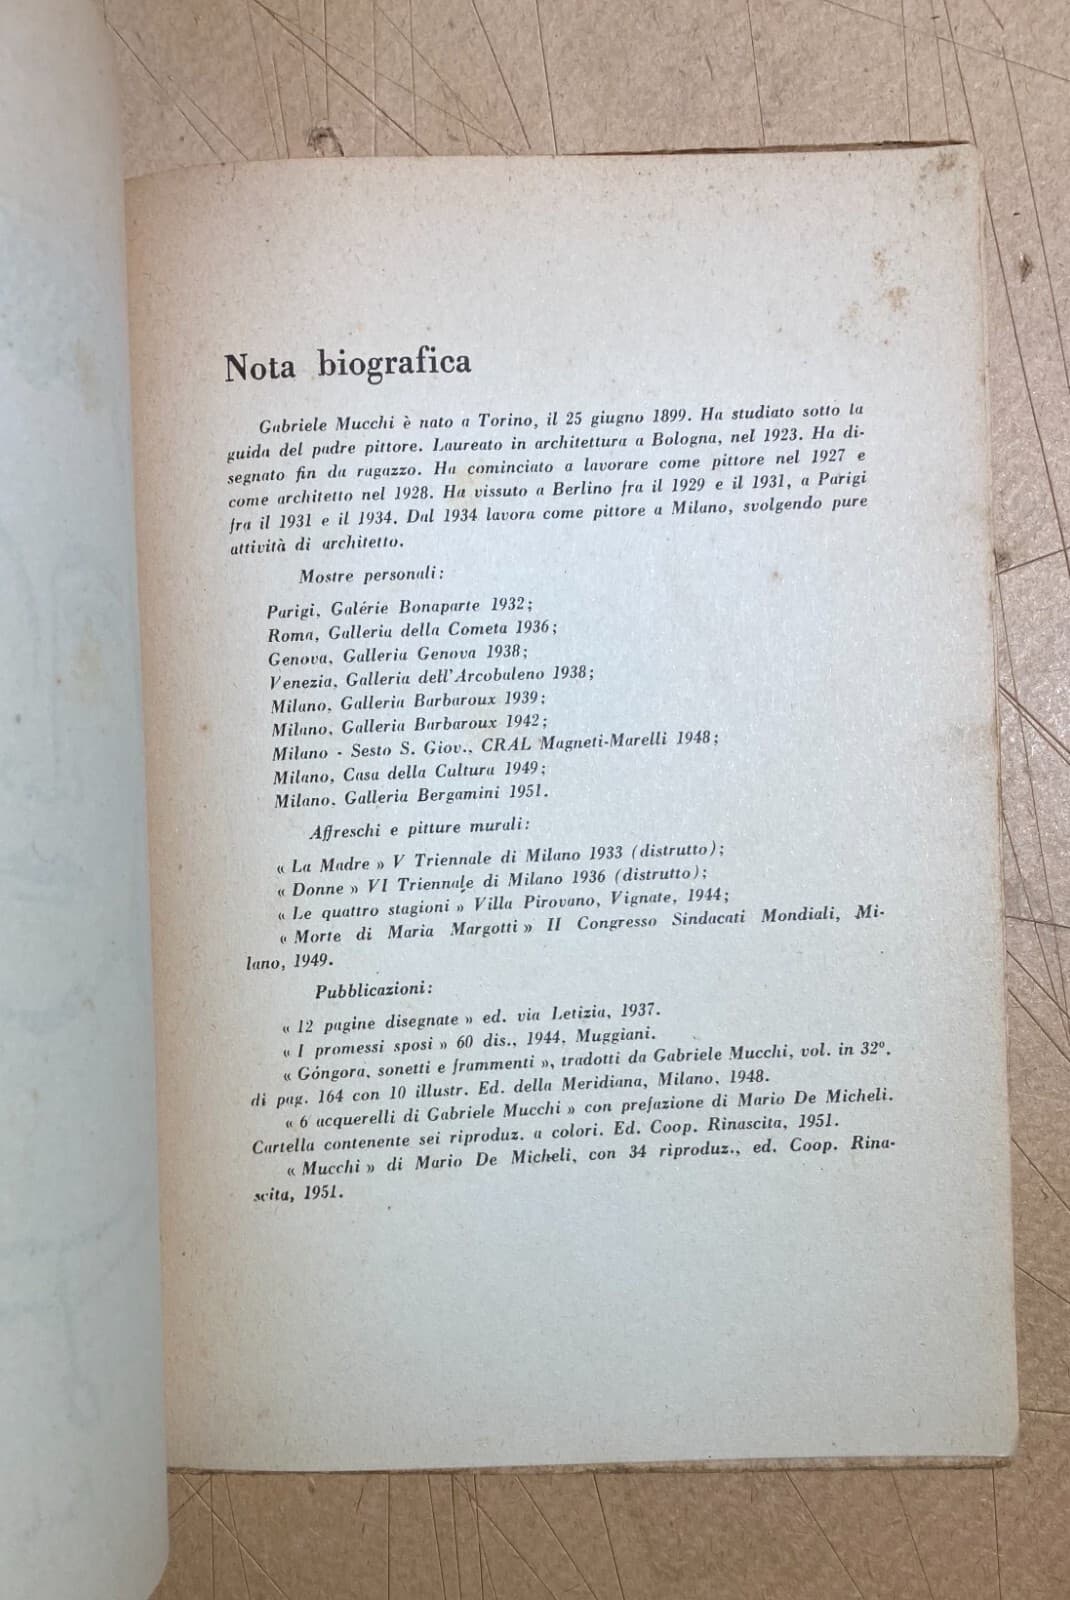 Nota biografica
Gabriele Mucchi è nato a Torino, il 25 giugno 1899. Ha studiato sotto la
guida del padre pittore. Laureato in architettura a Bologna, nel 1923. Ha di-
segnato fin da ragazzo. Ha cominciato a lavorare come pittore nel 1927 e
come architetto nel 1928. Ha vissuto a Berlino fra il 1929 e il 1931, a Parigi
fra il 1931 e il 1934. Dal 1934 lavora come pittore a Milano, svolgendo pure
attività di architetto.
Mostre personali:
Parigi, Galérie Bonaparte 1932;
Roma, Galleria della Cometa 1936;
Genova, Galleria Genova 1938;
Venezia, Galleria dell'Arcobaleno 1938;
Milano, Galleria Barbaroux 1939;
Milano, Galleria Barbaroux 1942;
Milano - Sesto S. Giov., CRAL Magneti-Marelli 1948;
Milano, Casa della Cultura 1949;
Milano, Galleria Bergamini 1951.
Affreschi e pitture murali:
« La Madre » V Triennale di Milano 1933 (distrutto);
« Donne » VI Triennale di Milano 1936 (distrutto);
« Le quattro stagioni » Villa Pirovano, Vignate, 1944;
« Morte di Maria Margotti » II Congresso Sindacati Mondiali, Mi-
lano, 1949.
Pubblicazioni:
« 12 pagine disegnate » ed. via Letizia, 1937.
« I promessi sposi » 60 dis., 1944, Muggiani.
« Góngora, sonetti e frammenti », tradotti da Gabriele Mucchi, vol. in 32º,
di pag. 164 con 10 illustr. Ed. della Meridiana, Milano, 1948.
« 6 acquerelli di Gabriele Mucchi » con prefazione di Mario De Micheli.
Cartella contenente sei riproduz. a colori. Ed. Coop. Rinascita, 1951.
« Mucchi » di Mario De Micheli, con 34 riproduz., ed. Coop. Rina-
scita, 1951.